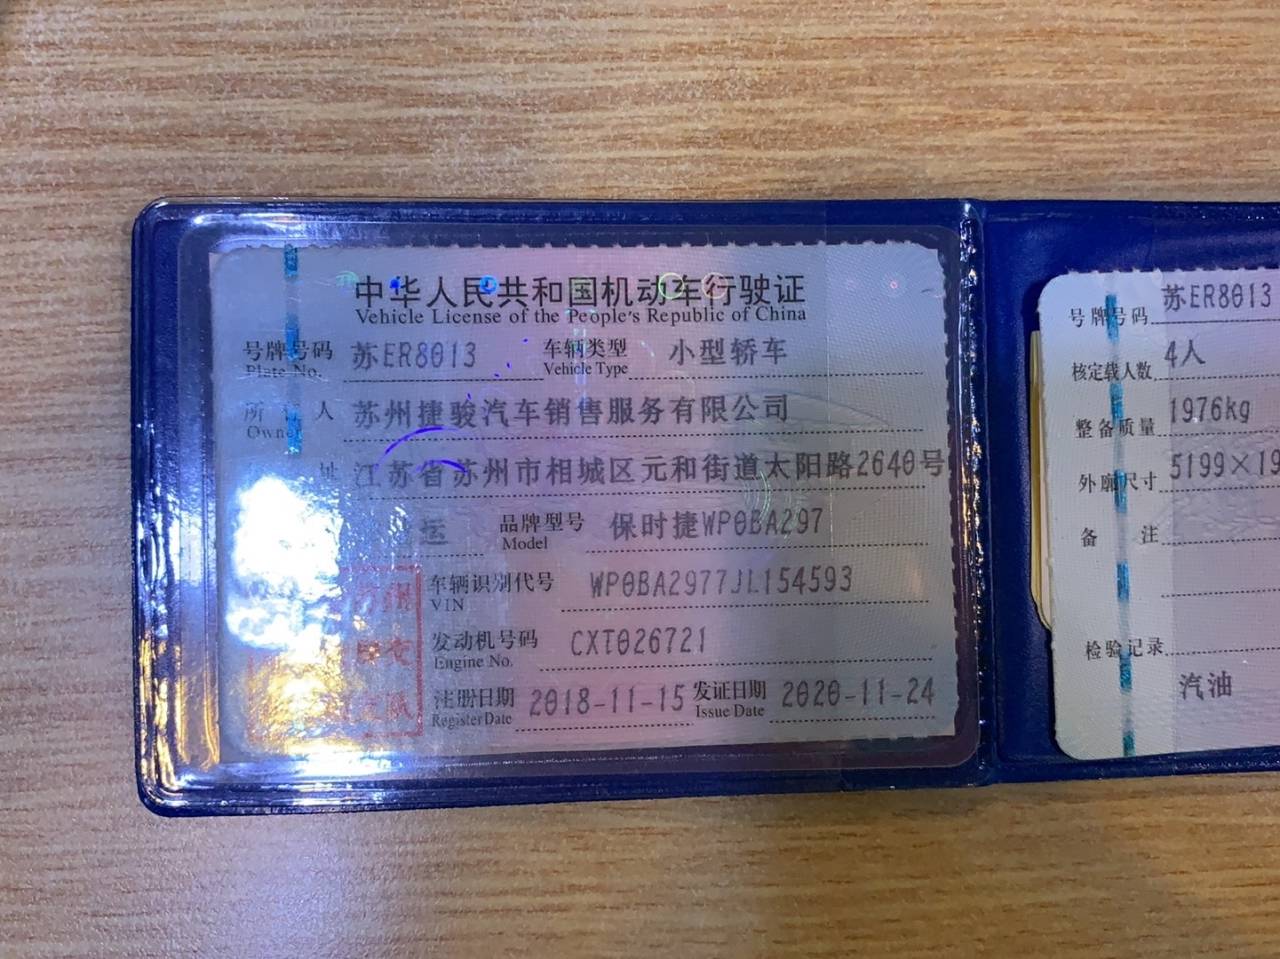 中华人民共和国机动车行驶证
Vehicle License of the People's Republic of China
号牌号码 苏ER8013 车辆类型 小型轿车
Plate No. Vehicle Type
所有人 苏州捷骏汽车销售服务有限公司
Owner
址 江苏省苏州市相城区元和街道太阳路2640号
运 品牌型号 保时捷WP0BA297
Model
车辆识别代号 WP0BA2977JL154593
VIN
发动机号码 CXT026721
Engine No.
注册日期 2018-11-15 发证日期 2020-11-24
Register Date Issue Date
号牌号码 苏ER8013
核定载人数 4人
整备质量 1976kg
外廓尺寸 5199×19
备注
检验记录
汽油